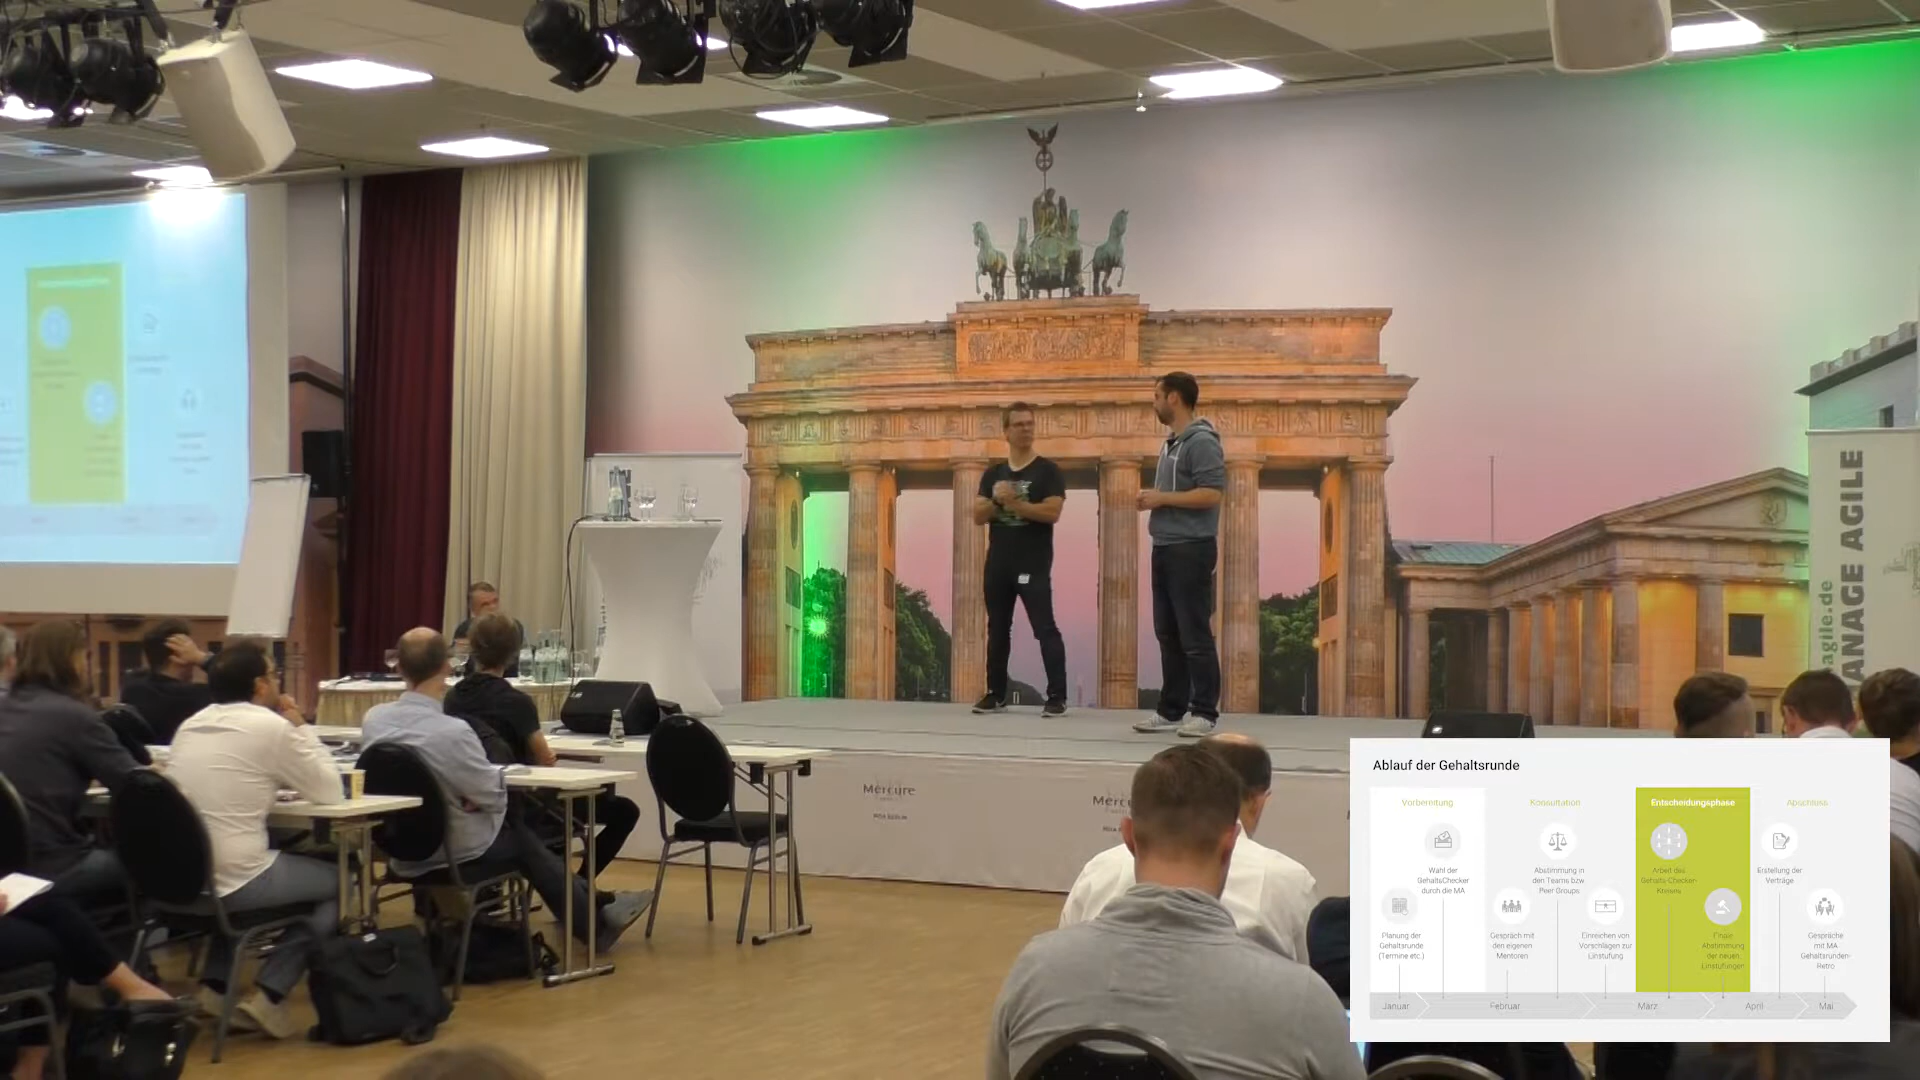 Mercure
MANAGE AGILE
agile.de
Ablauf der Gehaltsrunde
Vorbereitung
Konsultation
Entscheidungsphase
Abschluss
Wahl der
GehaltsChecker
durch die MA
Abstimmung in
den Teams bzw
Peer Groups
Arbeit des
Gehalts-Checker-
Kreises
Erstellung der
Verträge
Planung der
Gehaltsrunde
(Termine etc.)
Gespräch mit
den eigenen
Mentoren
Einreichen von
Vorschlägen zur
Einstufung
Finale
Abstimmung
der neuen
Einstufungen
Gespräche
mit MA
Gehaltsrunden-
Retro
Januar
Februar
März
April
Mai